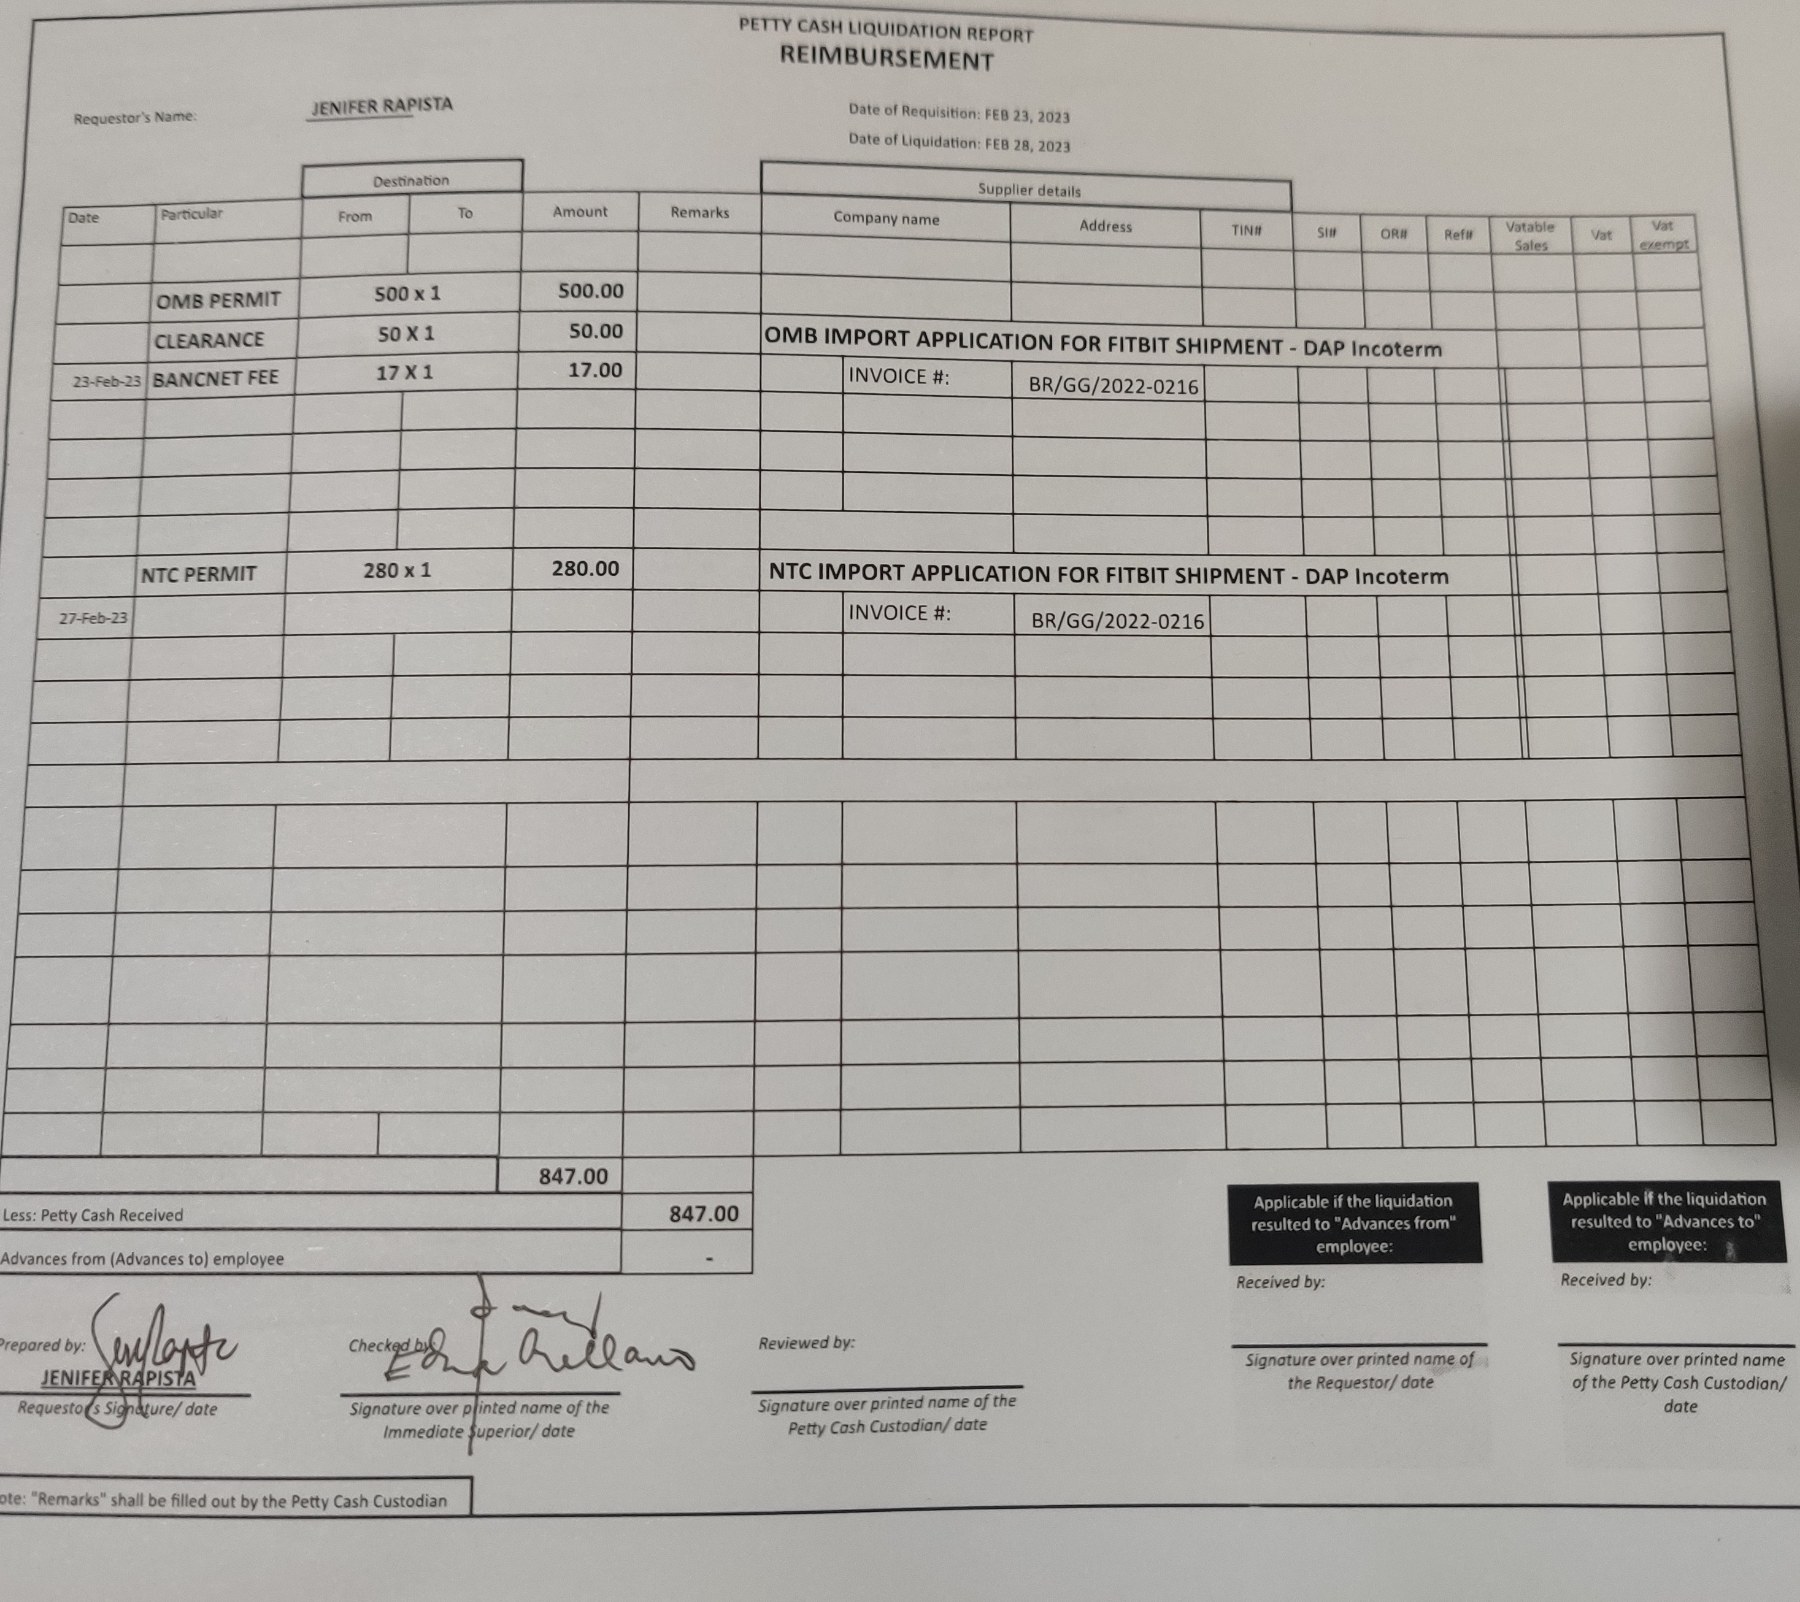 PETTY CASH LIQUIDATION REPORT
REIMBURSEMENT
Requestor's Name: JENIFER RAPISTA
Date of Requisition: FEB 23, 2023
Date of Liquidation: FEB 28, 2023
Destination Supplier details
Date Particular From To Amount Remarks Company name Address TIN# SI# OR# Ref# Vatable Sales Vat Vat exempt
OMB PERMIT 500 x 1 500.00
CLEARANCE 50 X 1 50.00 OMB IMPORT APPLICATION FOR FITBIT SHIPMENT - DAP Incoterm
23-Feb-23 BANCNET FEE 17 X 1 17.00 INVOICE #: BR/GG/2022-0216
NTC PERMIT 280 x 1 280.00 NTC IMPORT APPLICATION FOR FITBIT SHIPMENT - DAP Incoterm
27-Feb-23 INVOICE #: BR/GG/2022-0216
847.00
Less: Petty Cash Received 847.00
Advances from (Advances to) employee -
Applicable if the liquidation
resulted to "Advances from"
employee:
Received by:
Signature over printed name of
the Requestor/ date
Applicable if the liquidation
resulted to "Advances to"
employee:
Received by:
Signature over printed name
of the Petty Cash Custodian/
date
Prepared by:
JENIFER RAPISTA
Requestor's Signature/ date
Checked by:
Edna Arellano
Signature over printed name of the
Immediate Superior/ date
Reviewed by:
Signature over printed name of the
Petty Cash Custodian/ date
ote: "Remarks" shall be filled out by the Petty Cash Custodian